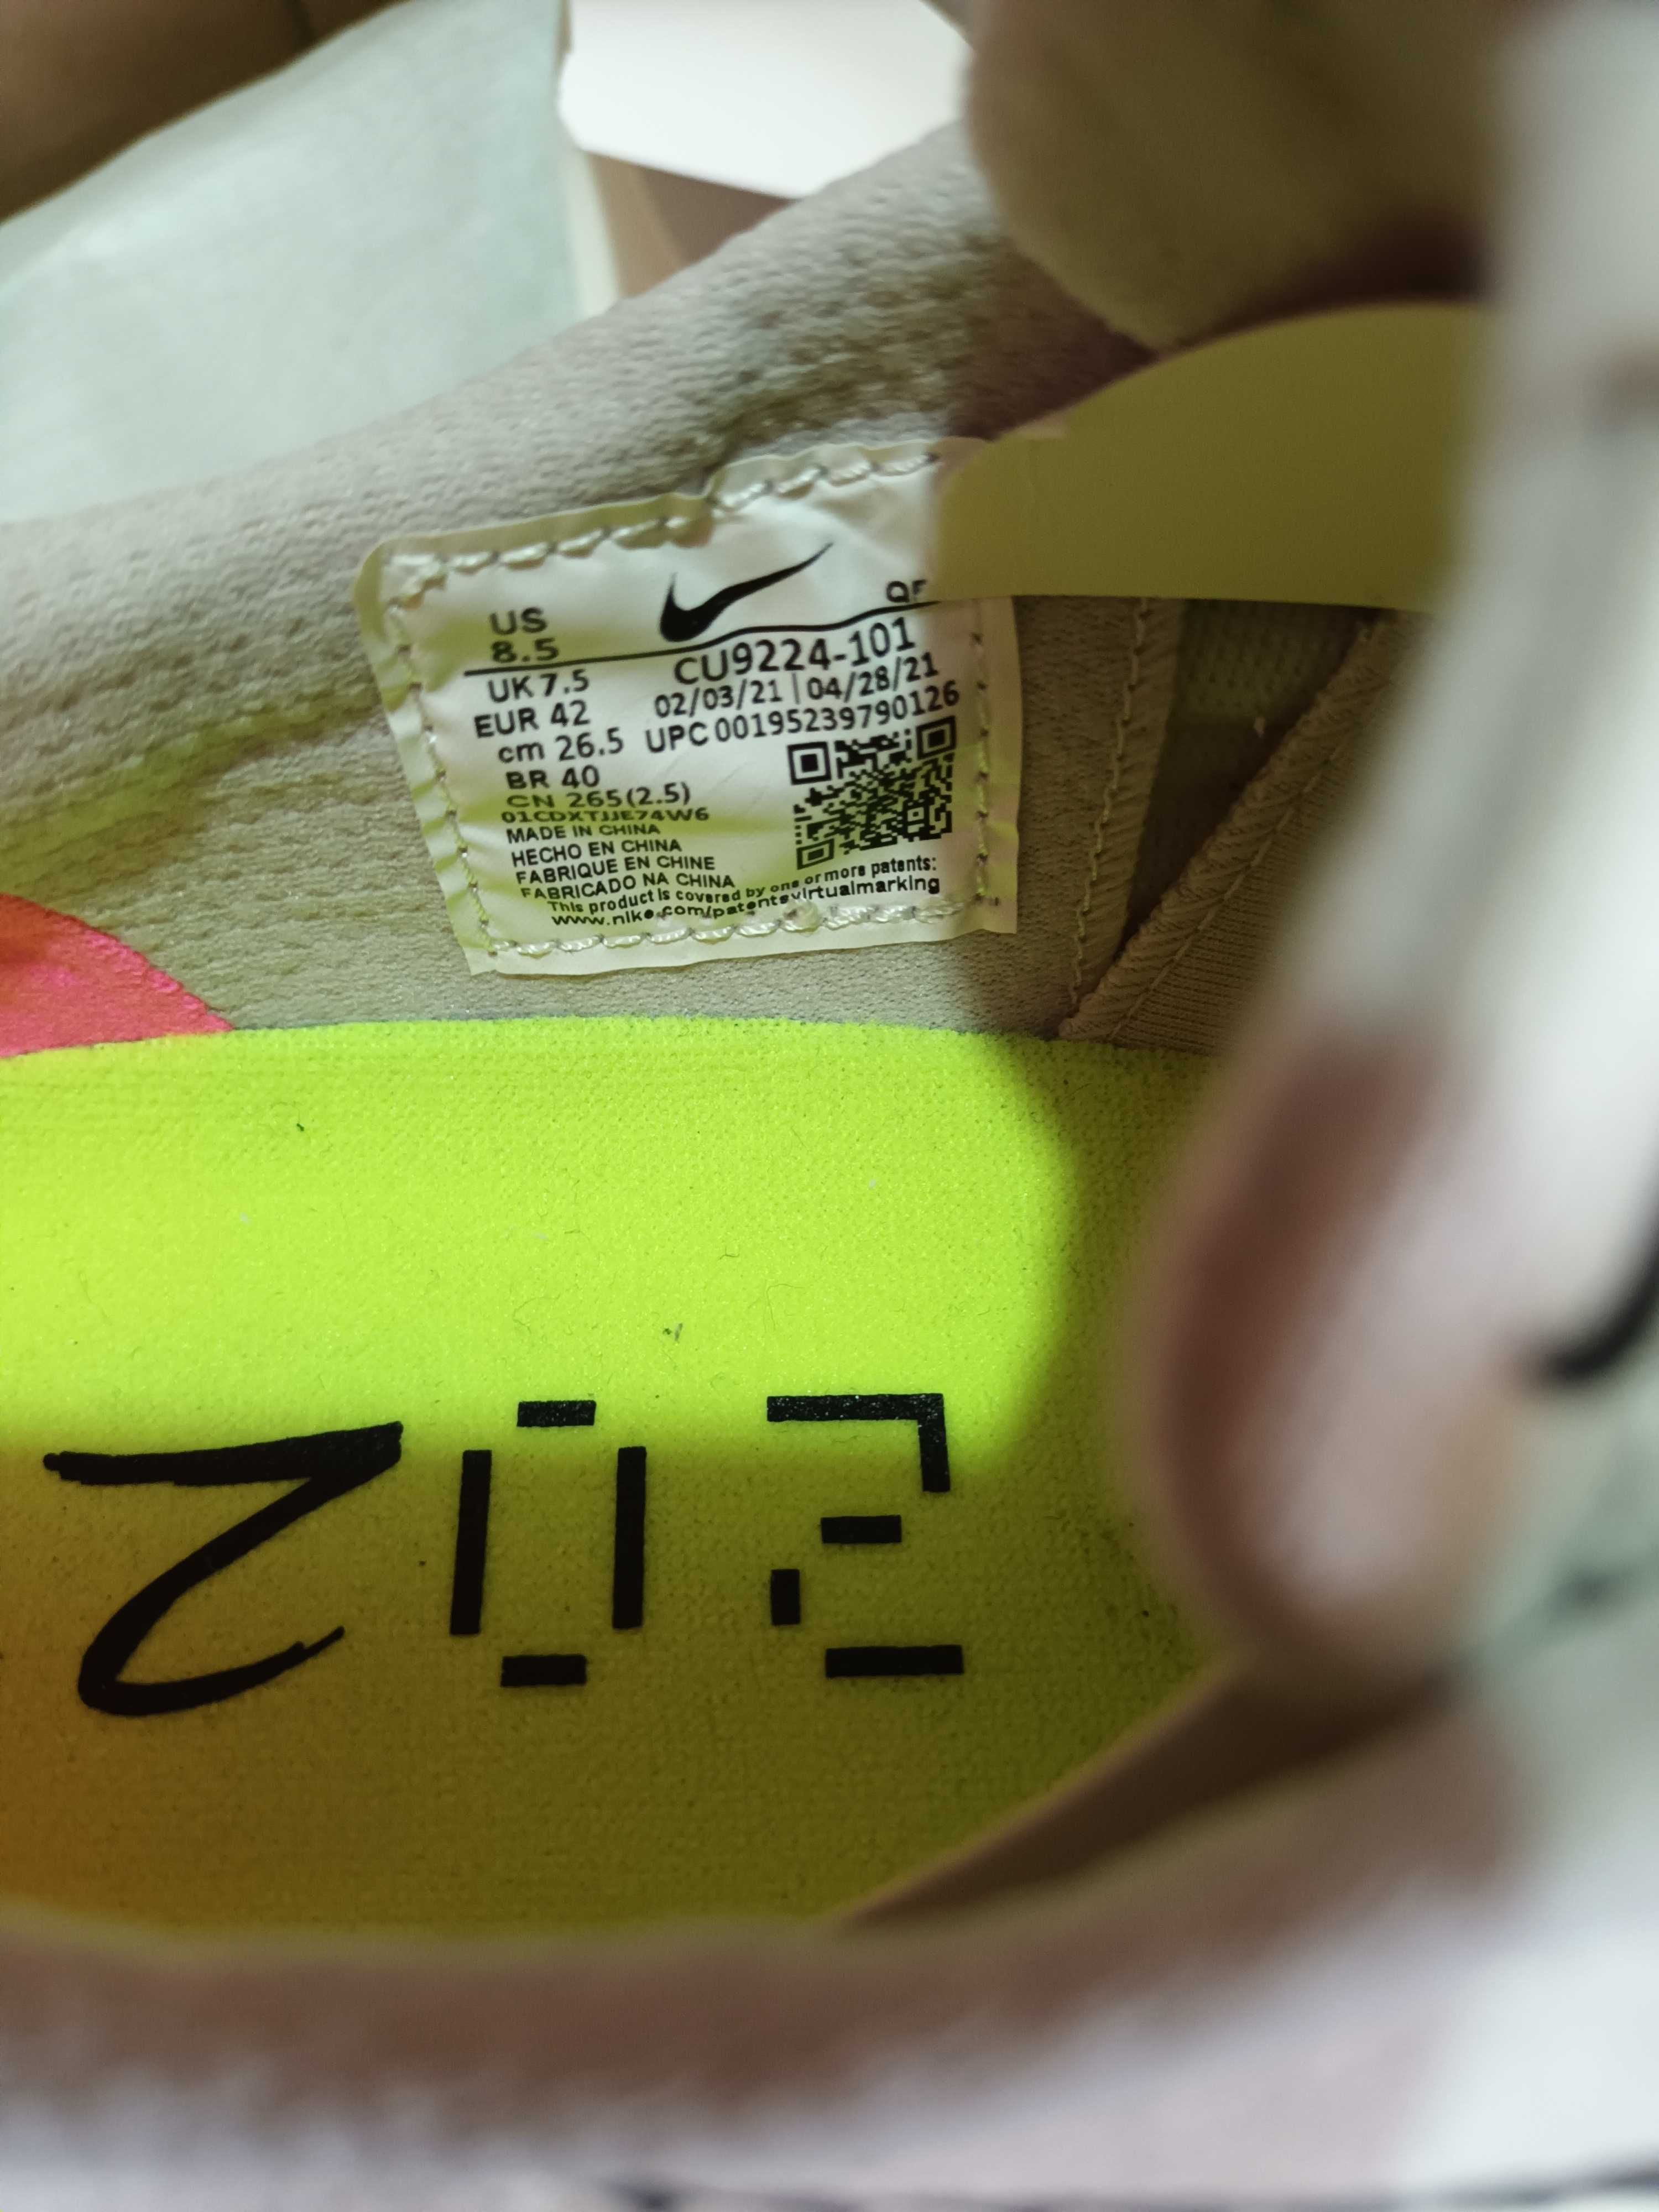 US
8.5
QF
UK 7.5
EUR 42
cm 26.5
BR 40
CN 265(2.5)
CU9224-101
02/03/21 | 04/28/21
UPC 00195239790126
01CDXTJJE74W6
MADE IN CHINA
HECHO EN CHINA
FABRIQUE EN CHINE
FABRICADO NA CHINA
This product is covered by one or more patents:
www.nike.com/patentsvirtualmarking